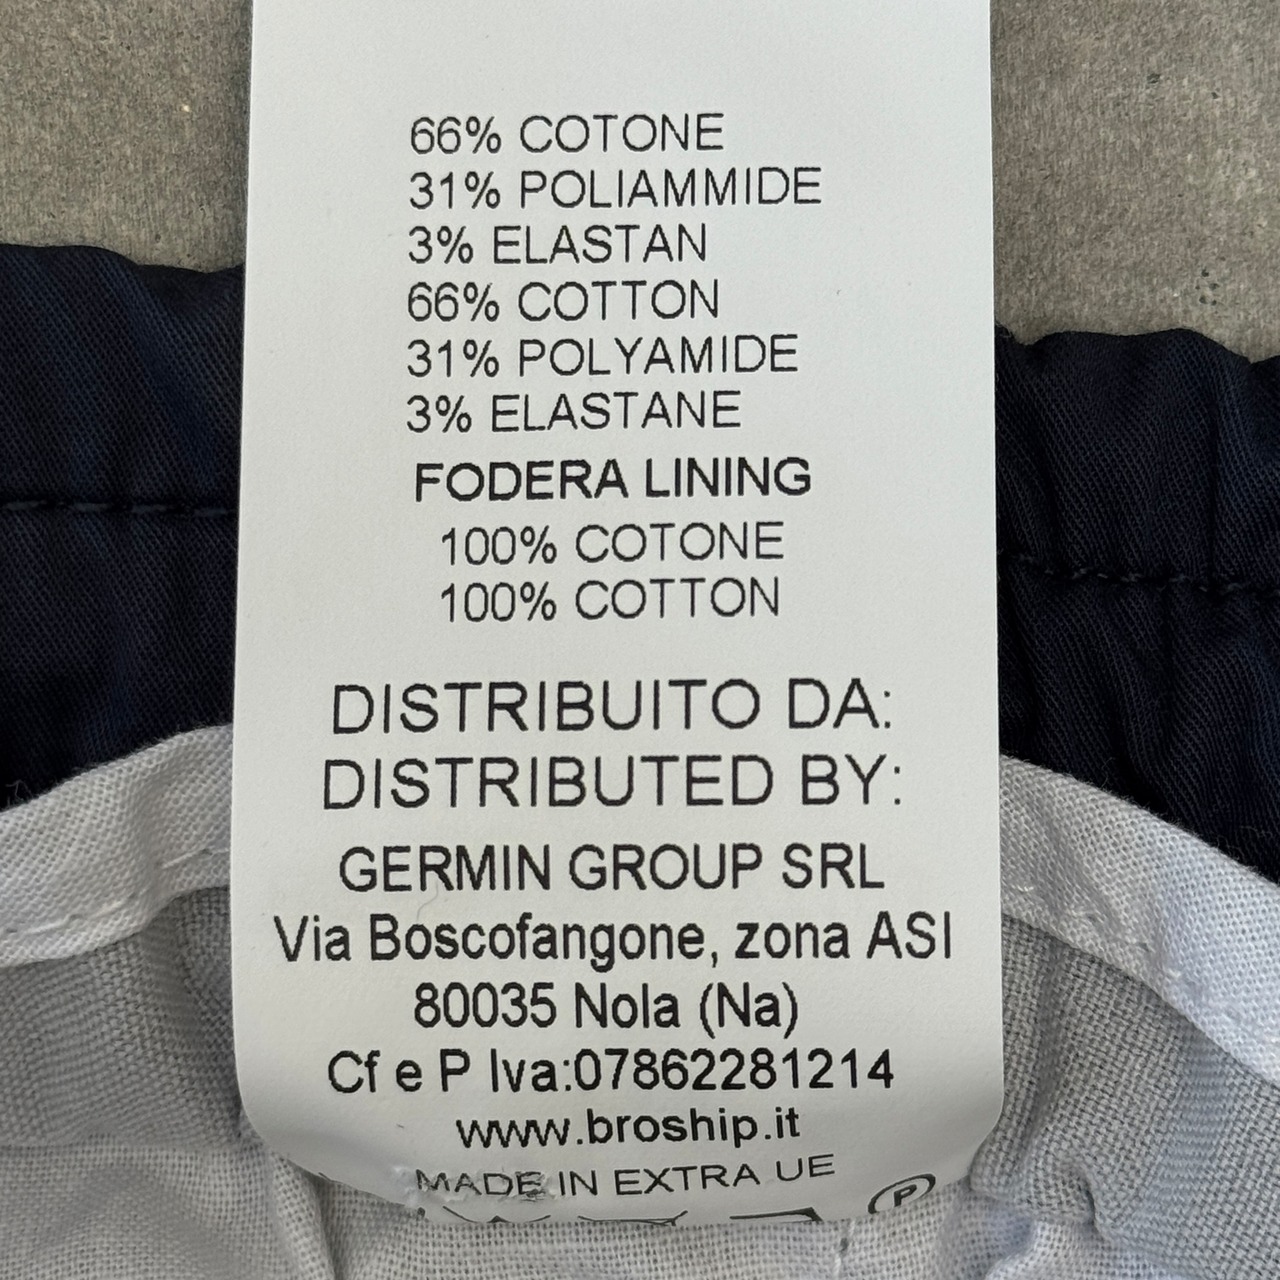 66% COTONE
31% POLIAMMIDE
3% ELASTAN
66% COTTON
31% POLYAMIDE
3% ELASTANE
FODERA LINING
100% COTONE
100% COTTON
DISTRIBUITO DA:
DISTRIBUTED BY:
GERMIN GROUP SRL
Via Boscofangone, zona ASI
80035 Nola (Na)
Cf e P Iva:07862281214
www.broship.it
MADE IN EXTRA UE
P